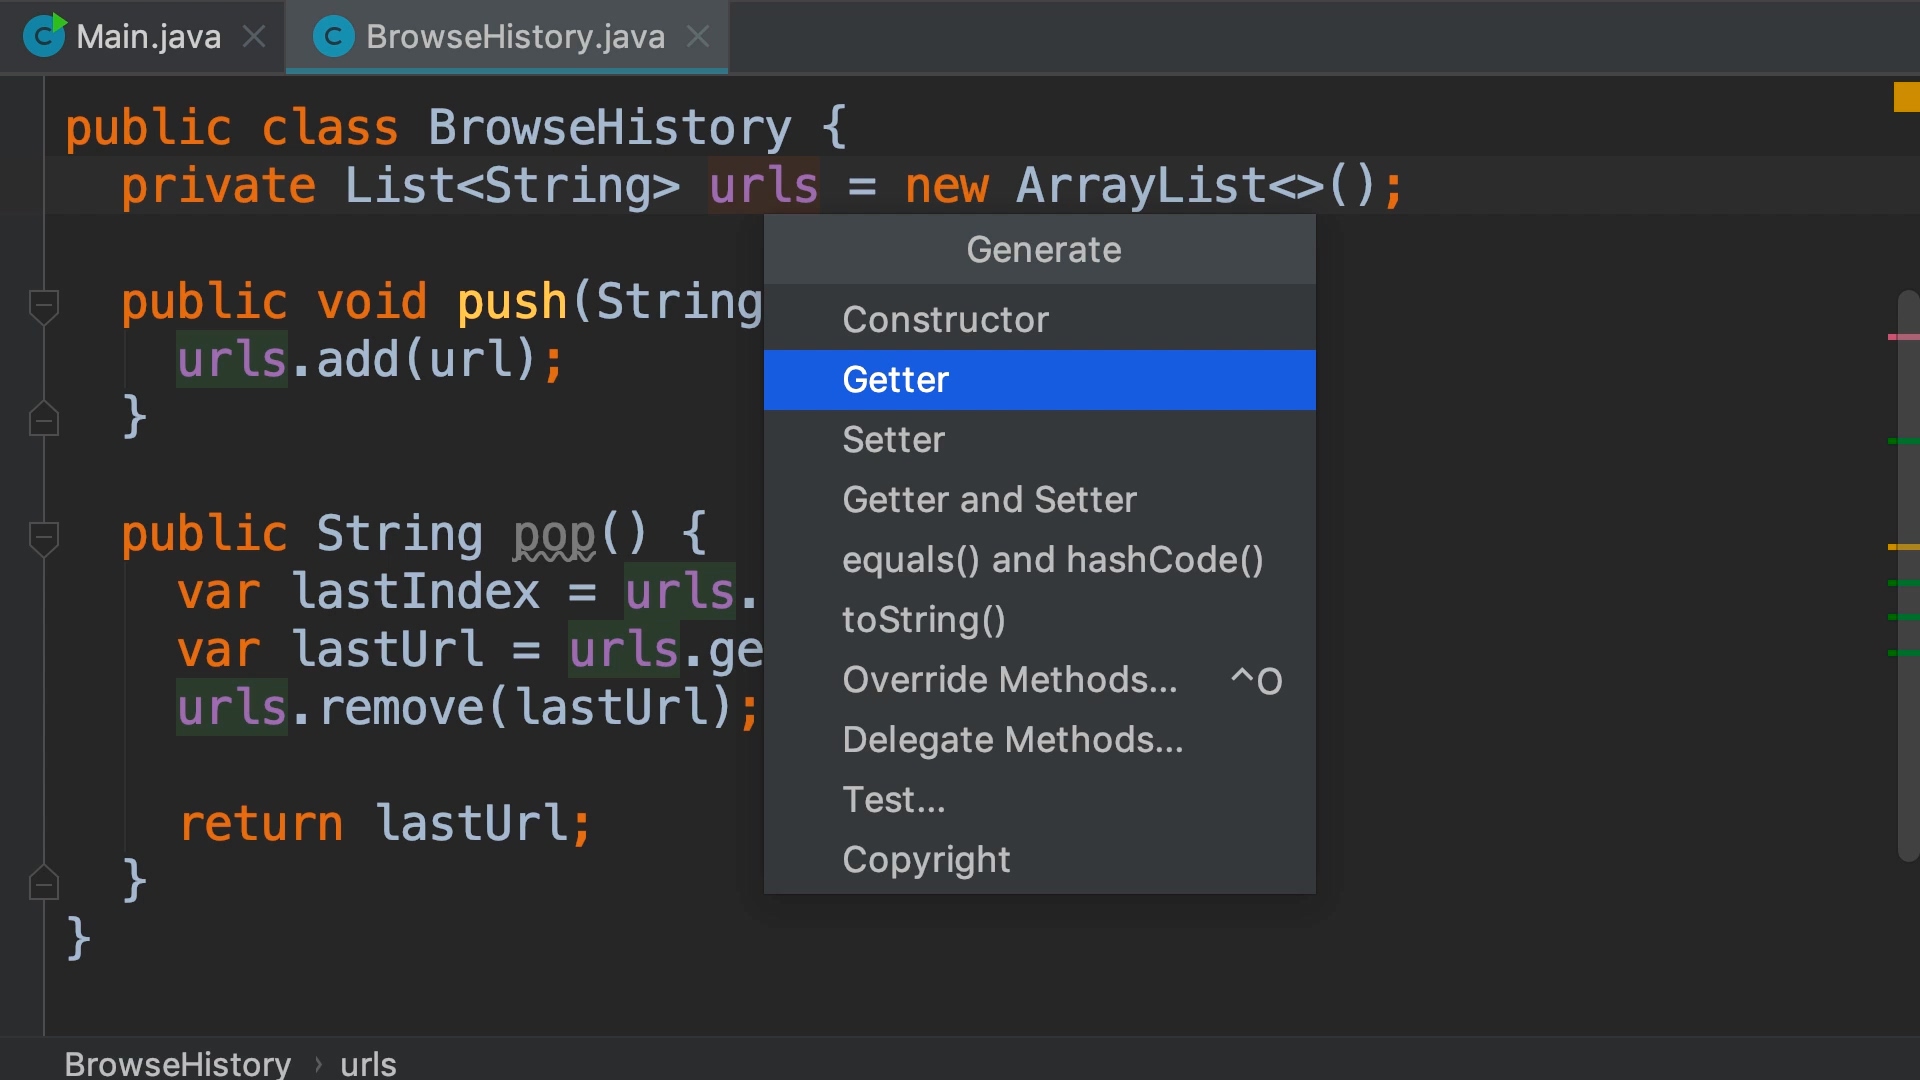 Main.java
BrowseHistory.java
public class BrowseHistory {
private List<String> urls = new ArrayList<>();
public void push(String
urls.add(url);
}
public String pop() {
var lastIndex = urls.
var lastUrl = urls.ge
urls.remove(lastUrl);
return lastUrl;
}
}
Generate
Constructor
Getter
Setter
Getter and Setter
equals() and hashCode()
toString()
Override Methods... ^O
Delegate Methods...
Test...
Copyright
BrowseHistory › urls